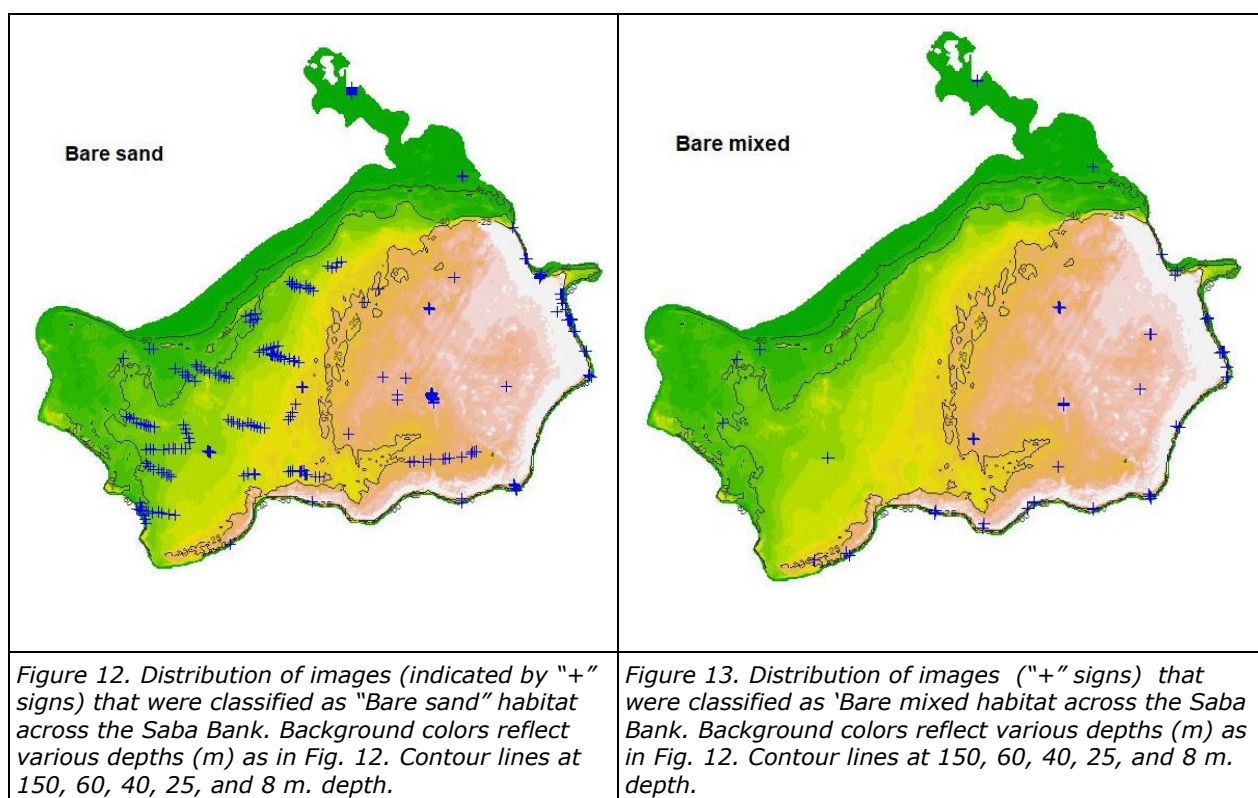 Bare sand
Bare mixed
Figure 12. Distribution of images (indicated by “+”
signs) that were classified as “Bare sand” habitat
across the Saba Bank. Background colors reflect
various depths (m) as in Fig. 12. Contour lines at
150, 60, 40, 25, and 8 m. depth.
Figure 13. Distribution of images (“+” signs) that
were classified as ‘Bare mixed habitat across the Saba
Bank. Background colors reflect various depths (m) as
in Fig. 12. Contour lines at 150, 60, 40, 25, and 8 m.
depth.